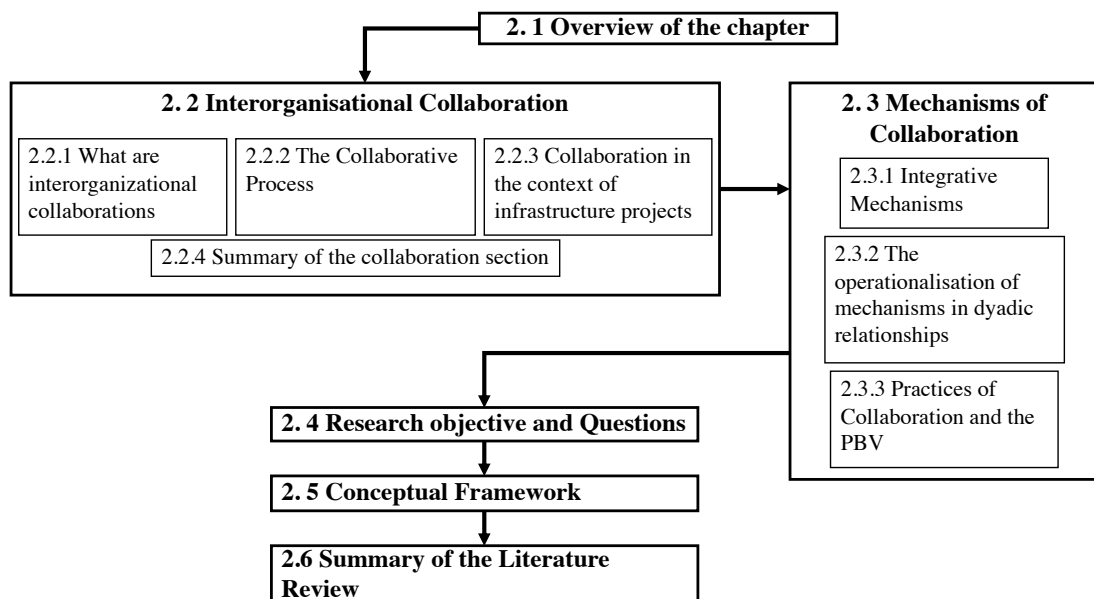 2. 1 Overview of the chapter
2. 2 Interorganisational Collaboration
2.2.1 What are
interorganizational
collaborations
2.2.2 The Collaborative
Process
2.2.3 Collaboration in
the context of
infrastructure projects
2.2.4 Summary of the collaboration section
2. 3 Mechanisms of
Collaboration
2.3.1 Integrative
Mechanisms
2.3.2 The
operationalisation of
mechanisms in dyadic
relationships
2.3.3 Practices of
Collaboration and the
PBV
2. 4 Research objective and Questions
2. 5 Conceptual Framework
2.6 Summary of the Literature
Review